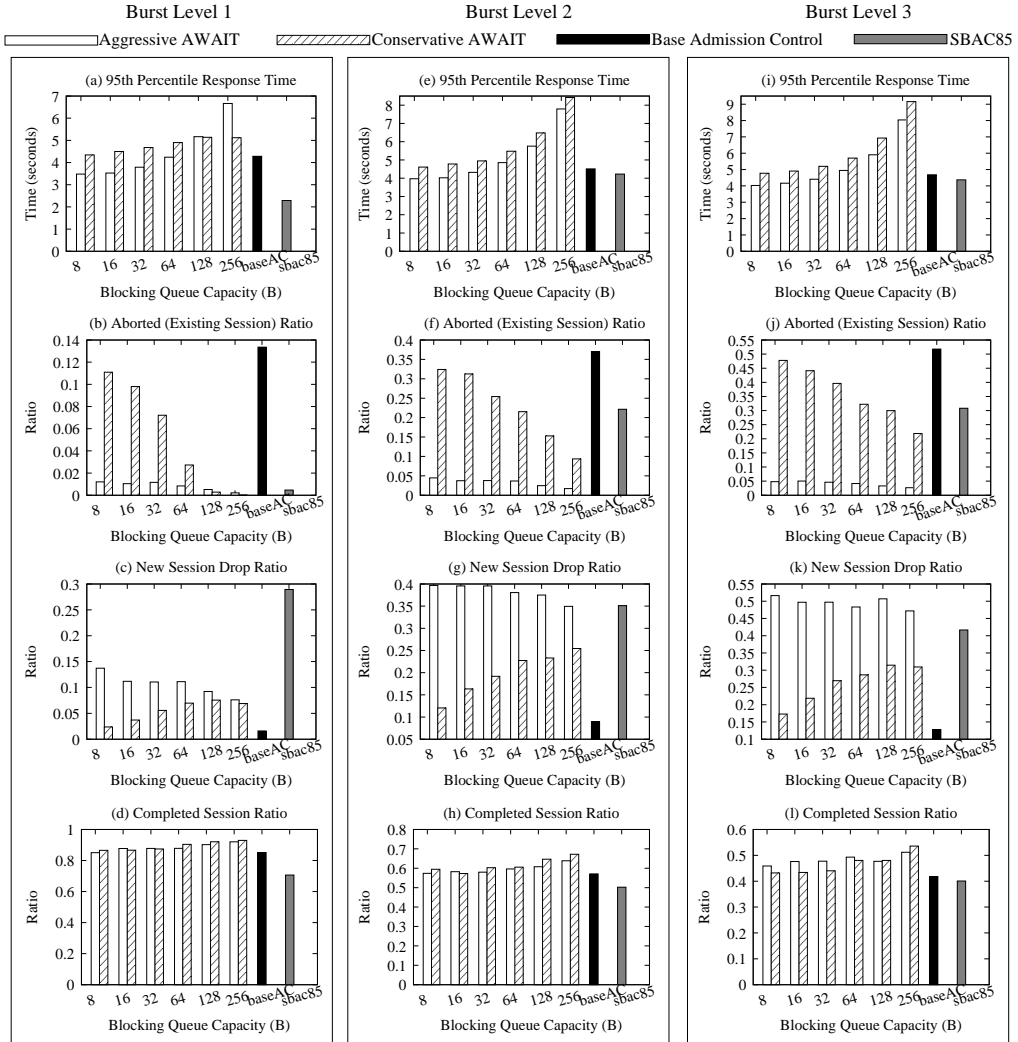 Burst Level 1
Burst Level 2
Burst Level 3
Aggressive AWAIT
Conservative AWAIT
Base Admission Control
SBAC85
(a) 95th Percentile Response Time
7
6
5
4
3
2
1
0
Time (seconds)
8 16 32 64 128 256 baseAC sbac85
Blocking Queue Capacity (B)
(b) Aborted (Existing Session) Ratio
0.14
0.12
0.1
0.08
0.06
0.04
0.02
0
Ratio
8 16 32 64 128 256 baseAC sbac85
Blocking Queue Capacity (B)
(c) New Session Drop Ratio
0.3
0.25
0.2
0.15
0.1
0.05
0
Ratio
8 16 32 64 128 256 baseAC sbac85
Blocking Queue Capacity (B)
(d) Completed Session Ratio
1
0.8
0.6
0.4
0.2
0
Ratio
8 16 32 64 128 256 baseAC sbac85
Blocking Queue Capacity (B)
(e) 95th Percentile Response Time
8
7
6
5
4
3
2
1
0
Time (seconds)
8 16 32 64 128 256 baseAC sbac85
Blocking Queue Capacity (B)
(f) Aborted (Existing Session) Ratio
0.4
0.35
0.3
0.25
0.2
0.15
0.1
0.05
0
Ratio
8 16 32 64 128 256 baseAC sbac85
Blocking Queue Capacity (B)
(g) New Session Drop Ratio
0.4
0.35
0.3
0.25
0.2
0.15
0.1
0.05
Ratio
8 16 32 64 128 256 baseAC sbac85
Blocking Queue Capacity (B)
(h) Completed Session Ratio
0.8
0.7
0.6
0.5
0.4
0.3
0.2
0.1
0
Ratio
8 16 32 64 128 256 baseAC sbac85
Blocking Queue Capacity (B)
(i) 95th Percentile Response Time
9
8
7
6
5
4
3
2
1
0
Time (seconds)
8 16 32 64 128 256 baseAC sbac85
Blocking Queue Capacity (B)
(j) Aborted (Existing Session) Ratio
0.55
0.5
0.45
0.4
0.35
0.3
0.25
0.2
0.15
0.1
0.05
0
Ratio
8 16 32 64 128 256 baseAC sbac85
Blocking Queue Capacity (B)
(k) New Session Drop Ratio
0.55
0.5
0.45
0.4
0.35
0.3
0.25
0.2
0.15
0.1
Ratio
8 16 32 64 128 256 baseAC sbac85
Blocking Queue Capacity (B)
(l) Completed Session Ratio
0.6
0.5
0.4
0.3
0.2
0.1
0
Ratio
8 16 32 64 128 256 baseAC sbac85
Blocking Queue Capacity (B)